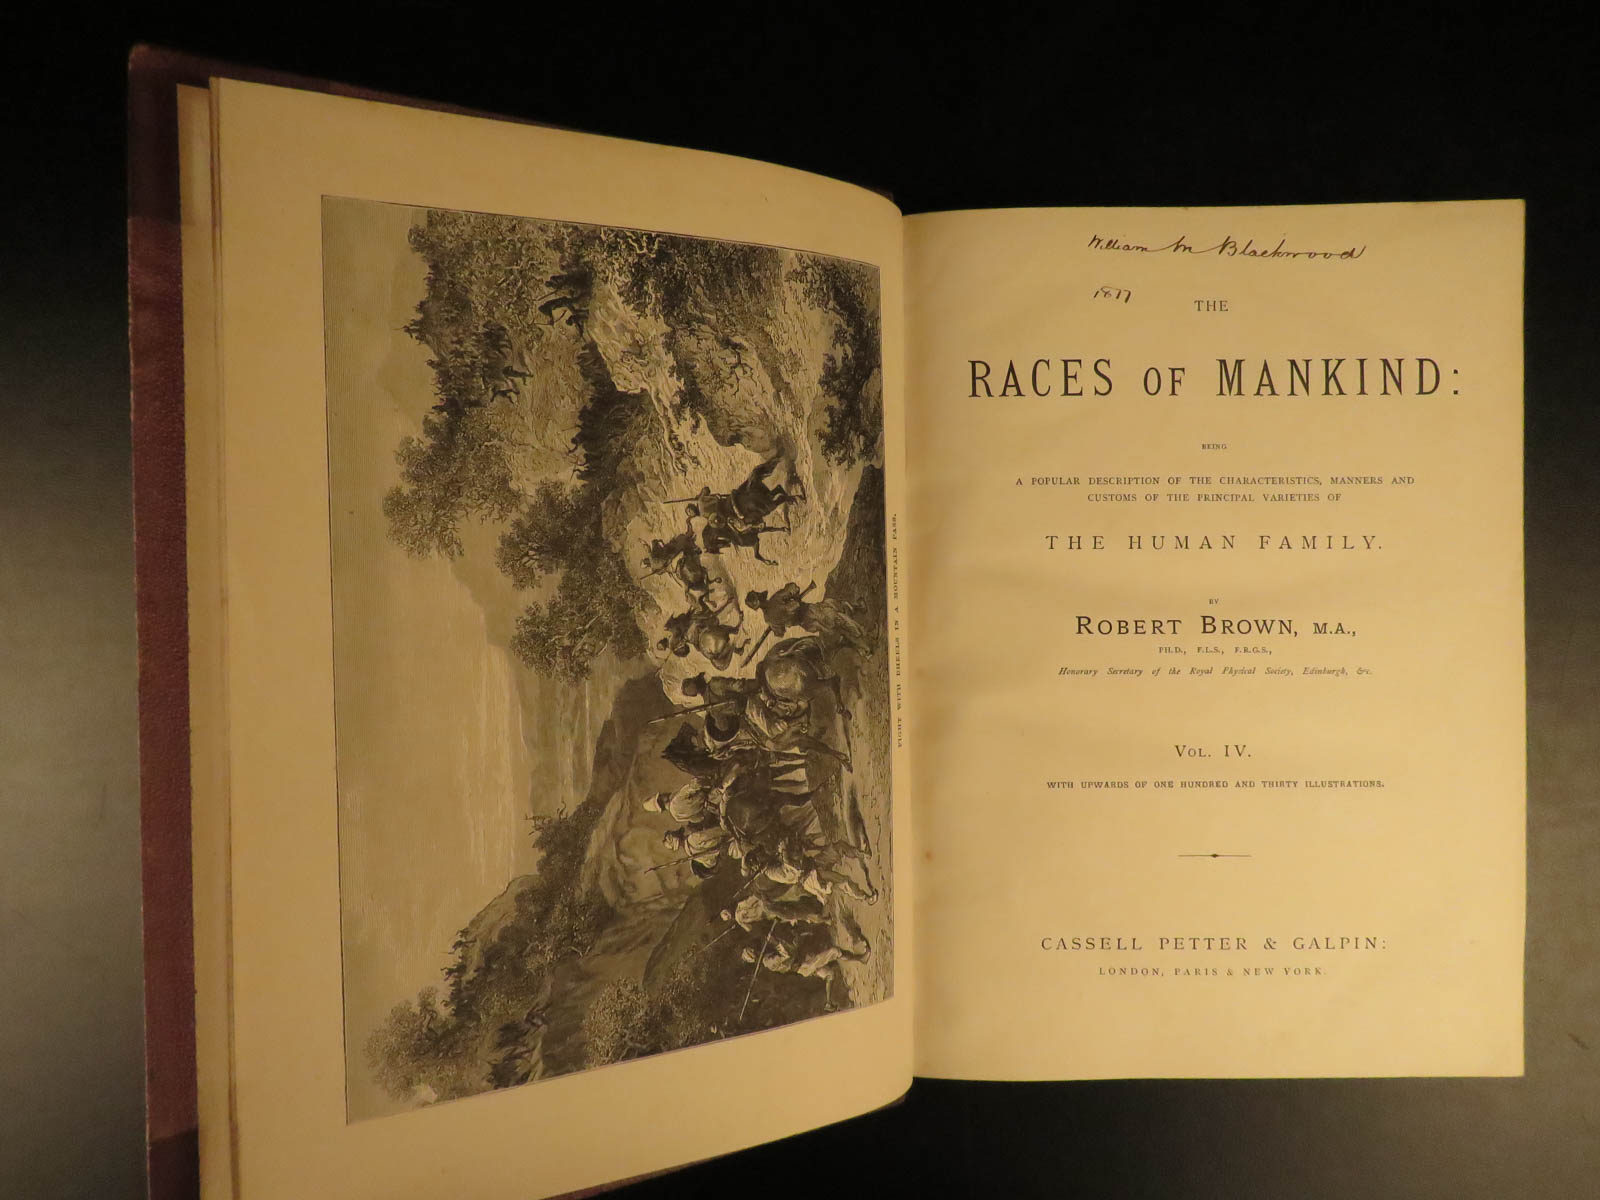 FIGHT WITH BHEELS IN A MOUNTAIN PASS.
William M Blackwood
1877
THE
RACES OF MANKIND:
BEING
A POPULAR DESCRIPTION OF THE CHARACTERISTICS, MANNERS AND
CUSTOMS OF THE PRINCIPAL VARIETIES OF
THE HUMAN FAMILY.
BY
ROBERT BROWN, M.A.,
PH.D., F.L.S., F.R.G.S.,
Honorary Secretary of the Royal Physical Society, Edinburgh, &c.
VOL. IV.
WITH UPWARDS OF ONE HUNDRED AND THIRTY ILLUSTRATIONS.
CASSELL PETTER & GALPIN:
LONDON, PARIS & NEW YORK.